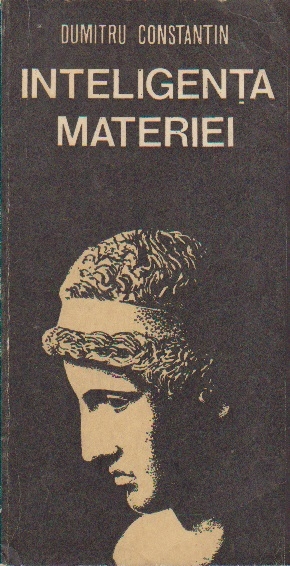 DUMITRU CONSTANTIN
INTELIGENȚA
MATERIEI